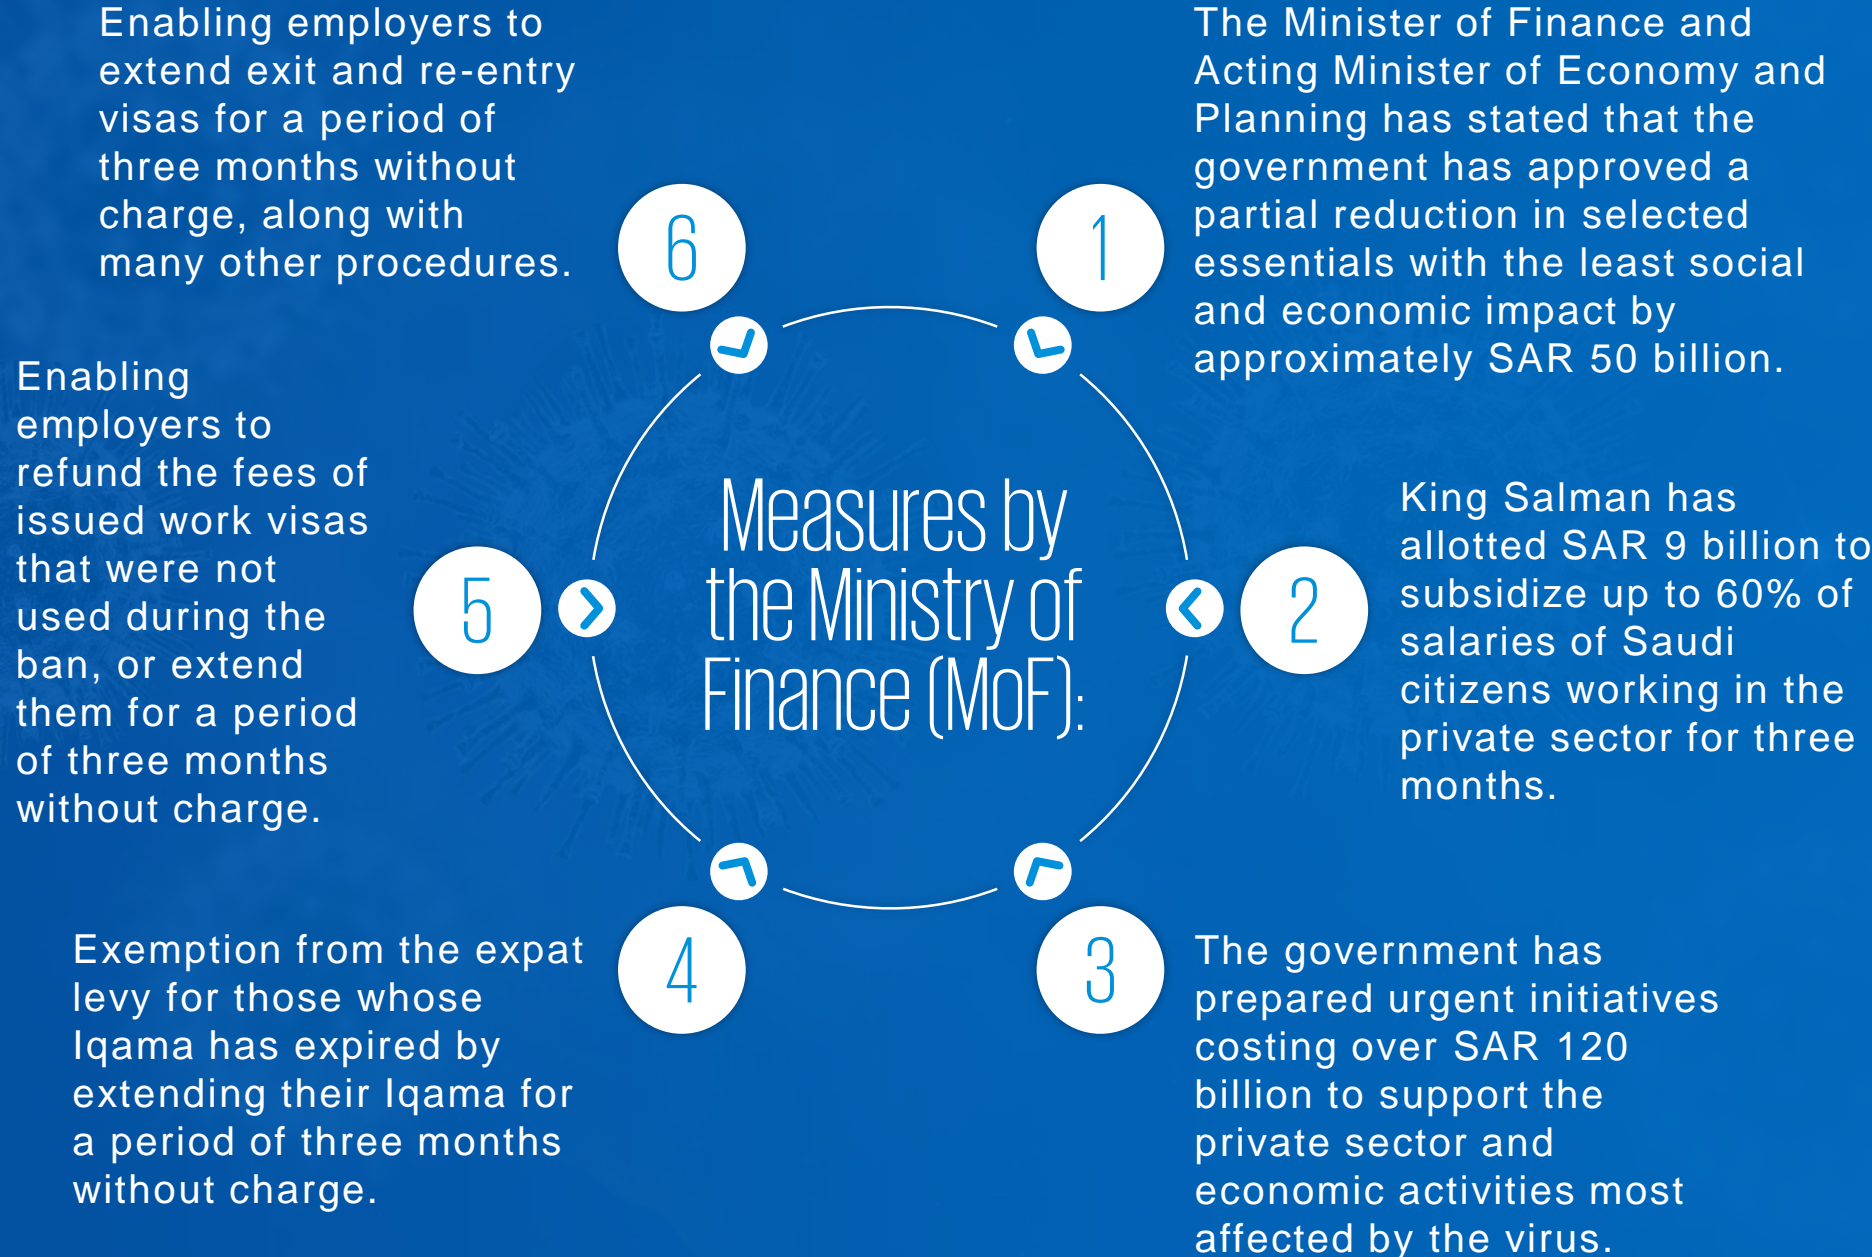 Measures by
the Ministry of
Finance (MoF):
1
The Minister of Finance and
Acting Minister of Economy and
Planning has stated that the
government has approved a
partial reduction in selected
essentials with the least social
and economic impact by
approximately SAR 50 billion.
2
King Salman has
allotted SAR 9 billion to
subsidize up to 60% of
salaries of Saudi
citizens working in the
private sector for three
months.
3
The government has
prepared urgent initiatives
costing over SAR 120
billion to support the
private sector and
economic activities most
affected by the virus.
4
Exemption from the expat
levy for those whose
Iqama has expired by
extending their Iqama for
a period of three months
without charge.
5
Enabling
employers to
refund the fees of
issued work visas
that were not
used during the
ban, or extend
them for a period
of three months
without charge.
6
Enabling employers to
extend exit and re-entry
visas for a period of
three months without
charge, along with
many other procedures.